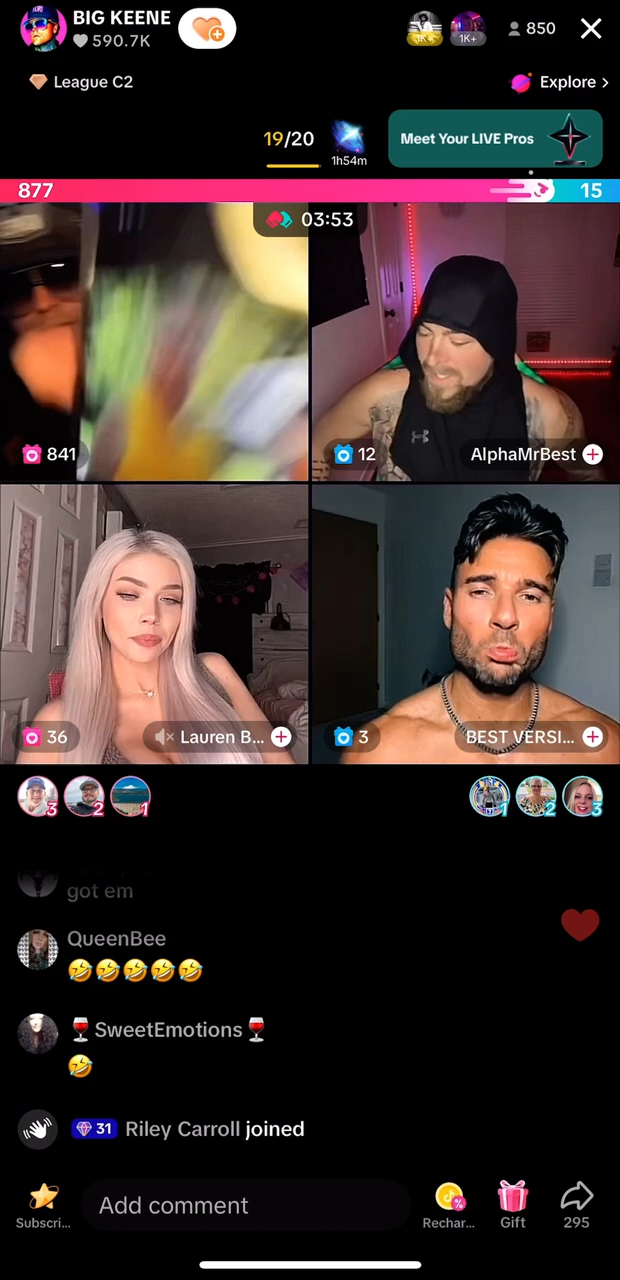 BIG KEENE
590.7K
1K+
1K+
850
League C2
Explore >
19/20
1h54m
Meet Your LIVE Pros
877
15
03:53
841
12
AlphaMrBest
36
Lauren B...
3
BEST VERSI...
3
2
1
1
2
3
got em
QueenBee
🤣🤣🤣🤣🤣
🍷SweetEmotions🍷
🤣
31 Riley Carroll joined
Add comment
Subscri...
Rechar...
Gift
295